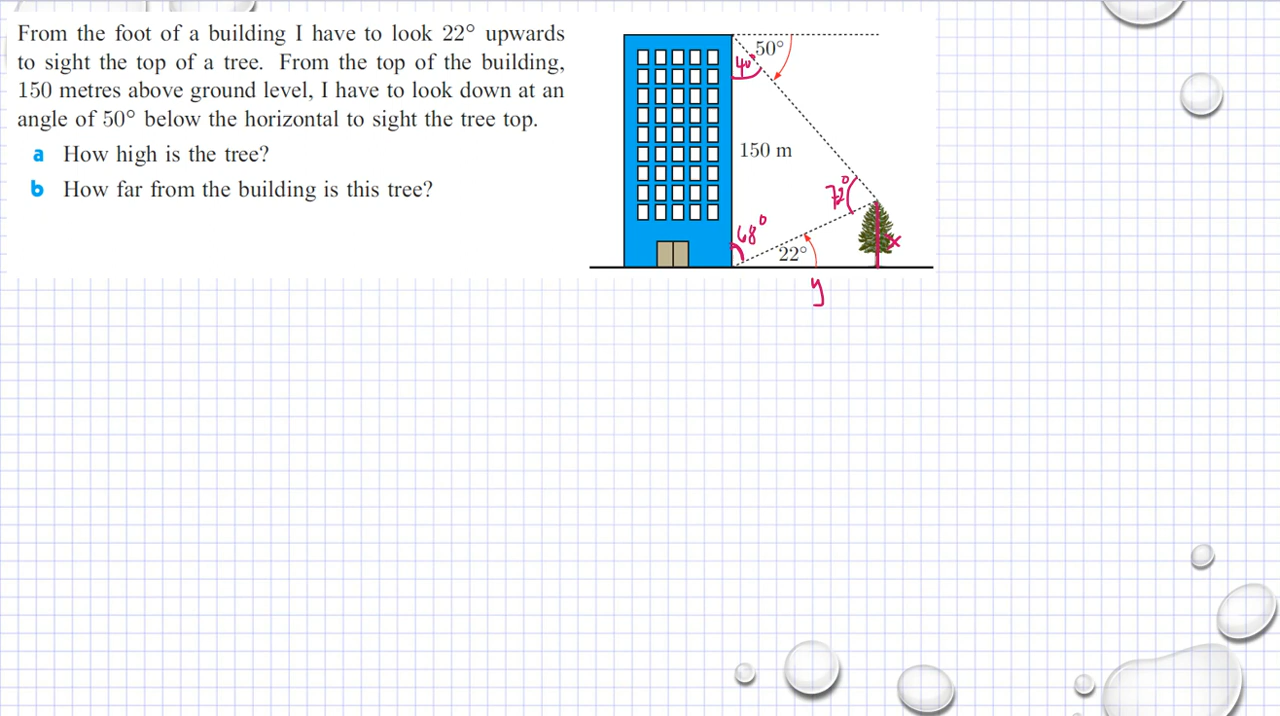 From the foot of a building I have to look 22° upwards
to sight the top of a tree. From the top of the building,
150 metres above ground level, I have to look down at an
angle of 50° below the horizontal to sight the tree top.
a How high is the tree?
b How far from the building is this tree?
50°
40°
150 m
72°
68°
22°
x
y